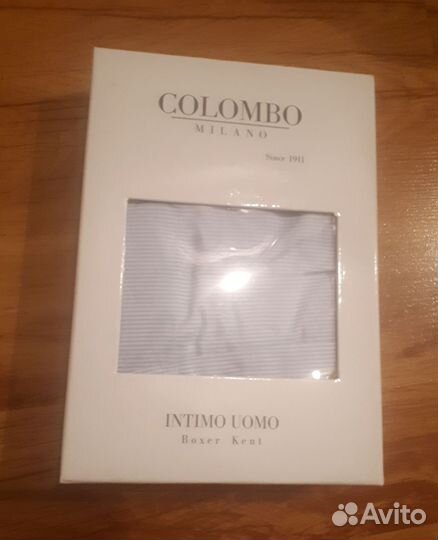 COLOMBO
MILANO
Since 1911
INTIMO UOMO
Boxer Kent
Avito